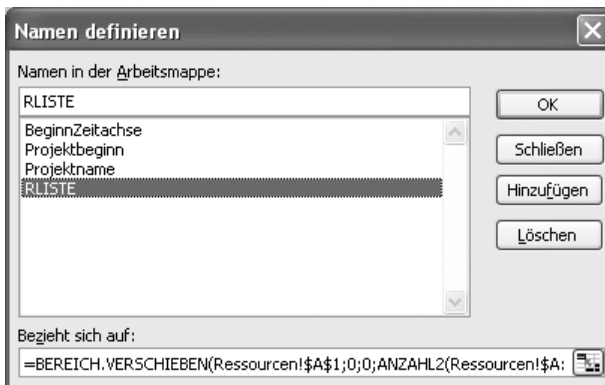 Namen definieren
Namen in der Arbeitsmappe:
RLISTE
OK
BeginnZeitachse
Projektbeginn
Projektname
RLISTE
Schließen
Hinzufügen
Löschen
Bezieht sich auf:
=BEREICH.VERSCHIEBEN(Ressourcen!$A$1;0;0;ANZAHL2(Ressourcen!$A: